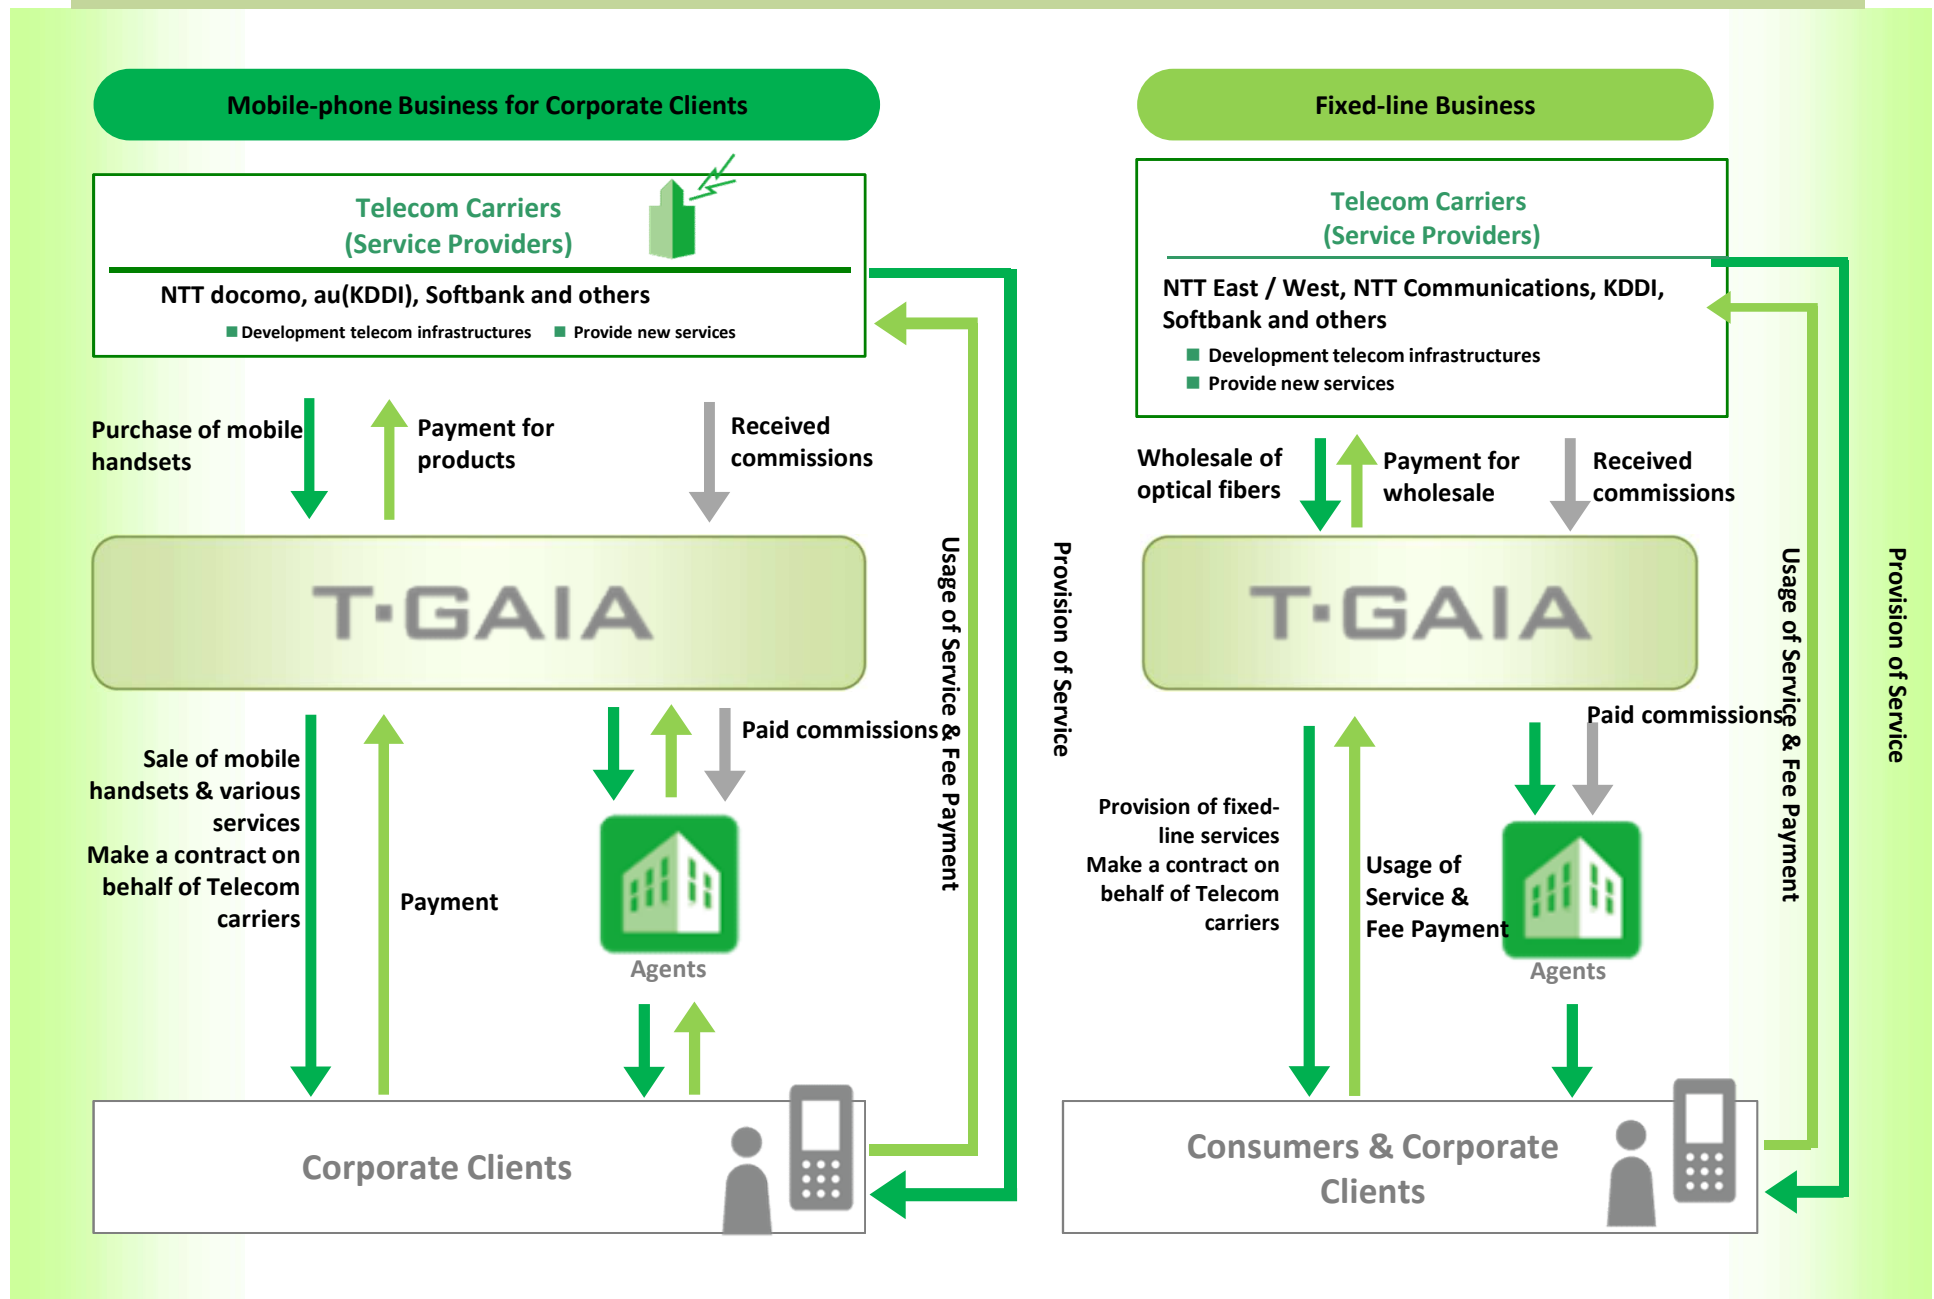 Mobile-phone Business for Corporate Clients
Telecom Carriers
(Service Providers)
NTT docomo, au(KDDI), Softbank and others
Development telecom infrastructures
Provide new services
Purchase of mobile
handsets
Payment for
products
Received
commissions
T·GAIA
Sale of mobile
handsets & various
services
Make a contract on
behalf of Telecom
carriers
Payment
Paid commissions
Agents
Corporate Clients
Usage of Service & Fee Payment
Provision of Service
Fixed-line Business
Telecom Carriers
(Service Providers)
NTT East / West, NTT Communications, KDDI,
Softbank and others
Development telecom infrastructures
Provide new services
Wholesale of
optical fibers
Payment for
wholesale
Received
commissions
T·GAIA
Paid commissions
Provision of fixed-
line services
Make a contract on
behalf of Telecom
carriers
Usage of
Service &
Fee Payment
Agents
Consumers & Corporate
Clients
Usage of Service & Fee Payment
Provision of Service